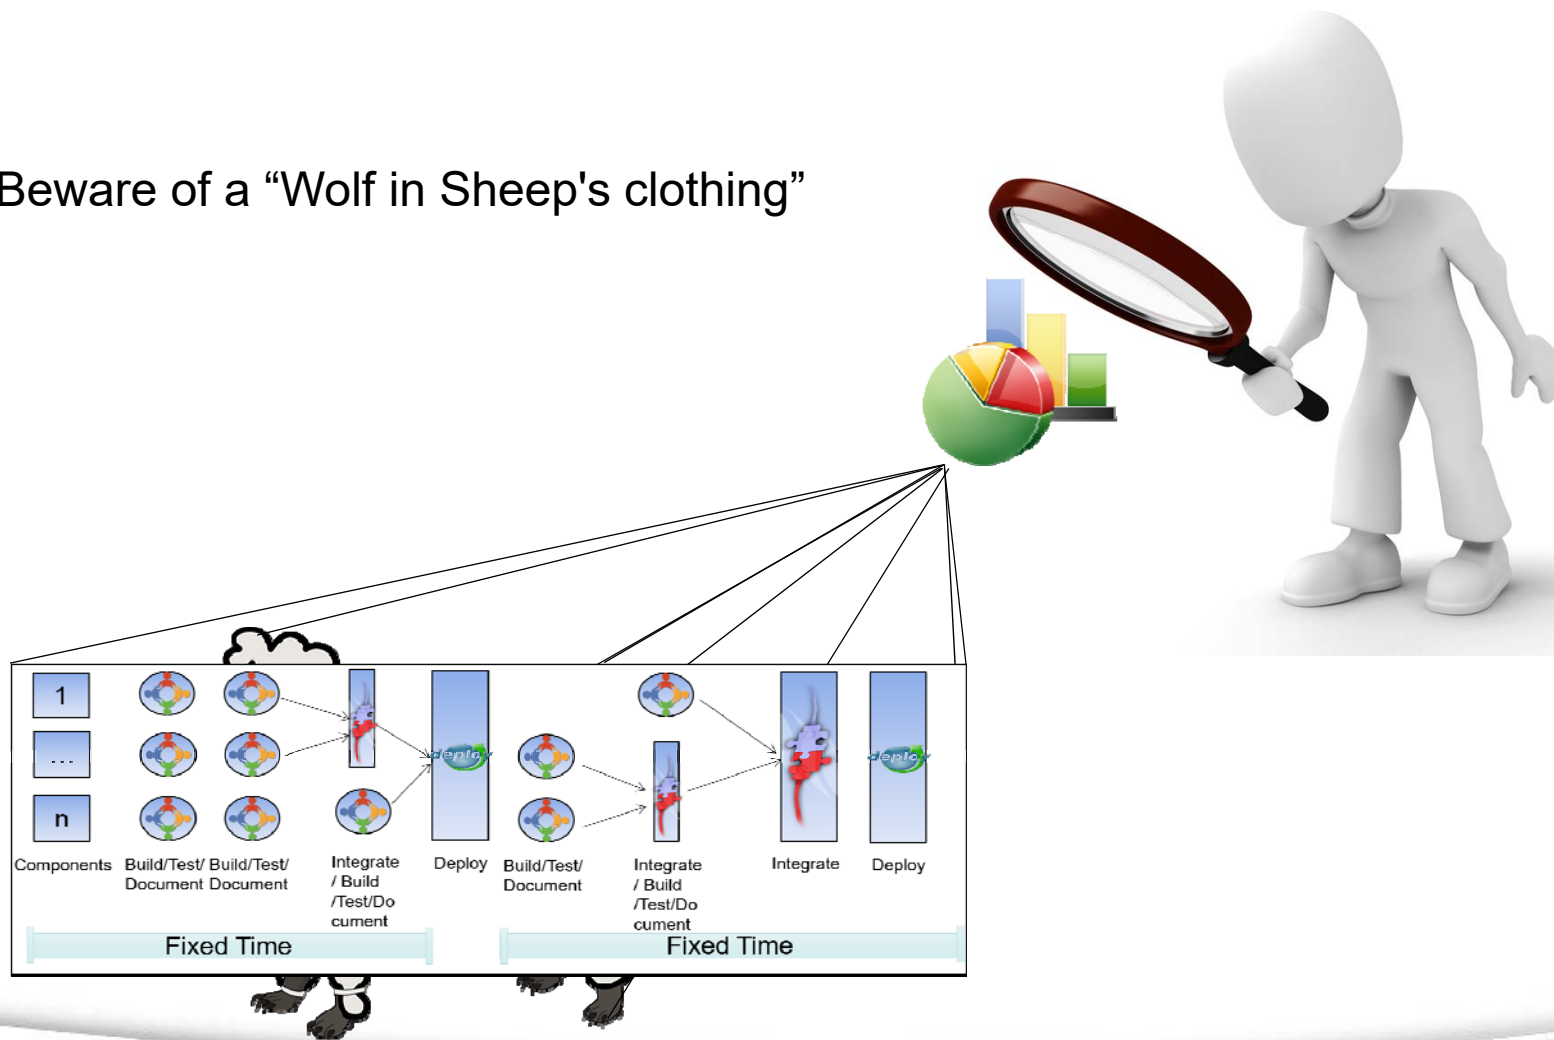 Beware of a “Wolf in Sheep's clothing”
1
...
n
deploy
deploy
Components
Build/Test/
Document
Build/Test/
Document
Integrate
/ Build
/Test/Do
cument
Deploy
Build/Test/
Document
Integrate
/ Build
/Test/Do
cument
Integrate
Deploy
Fixed Time
Fixed Time